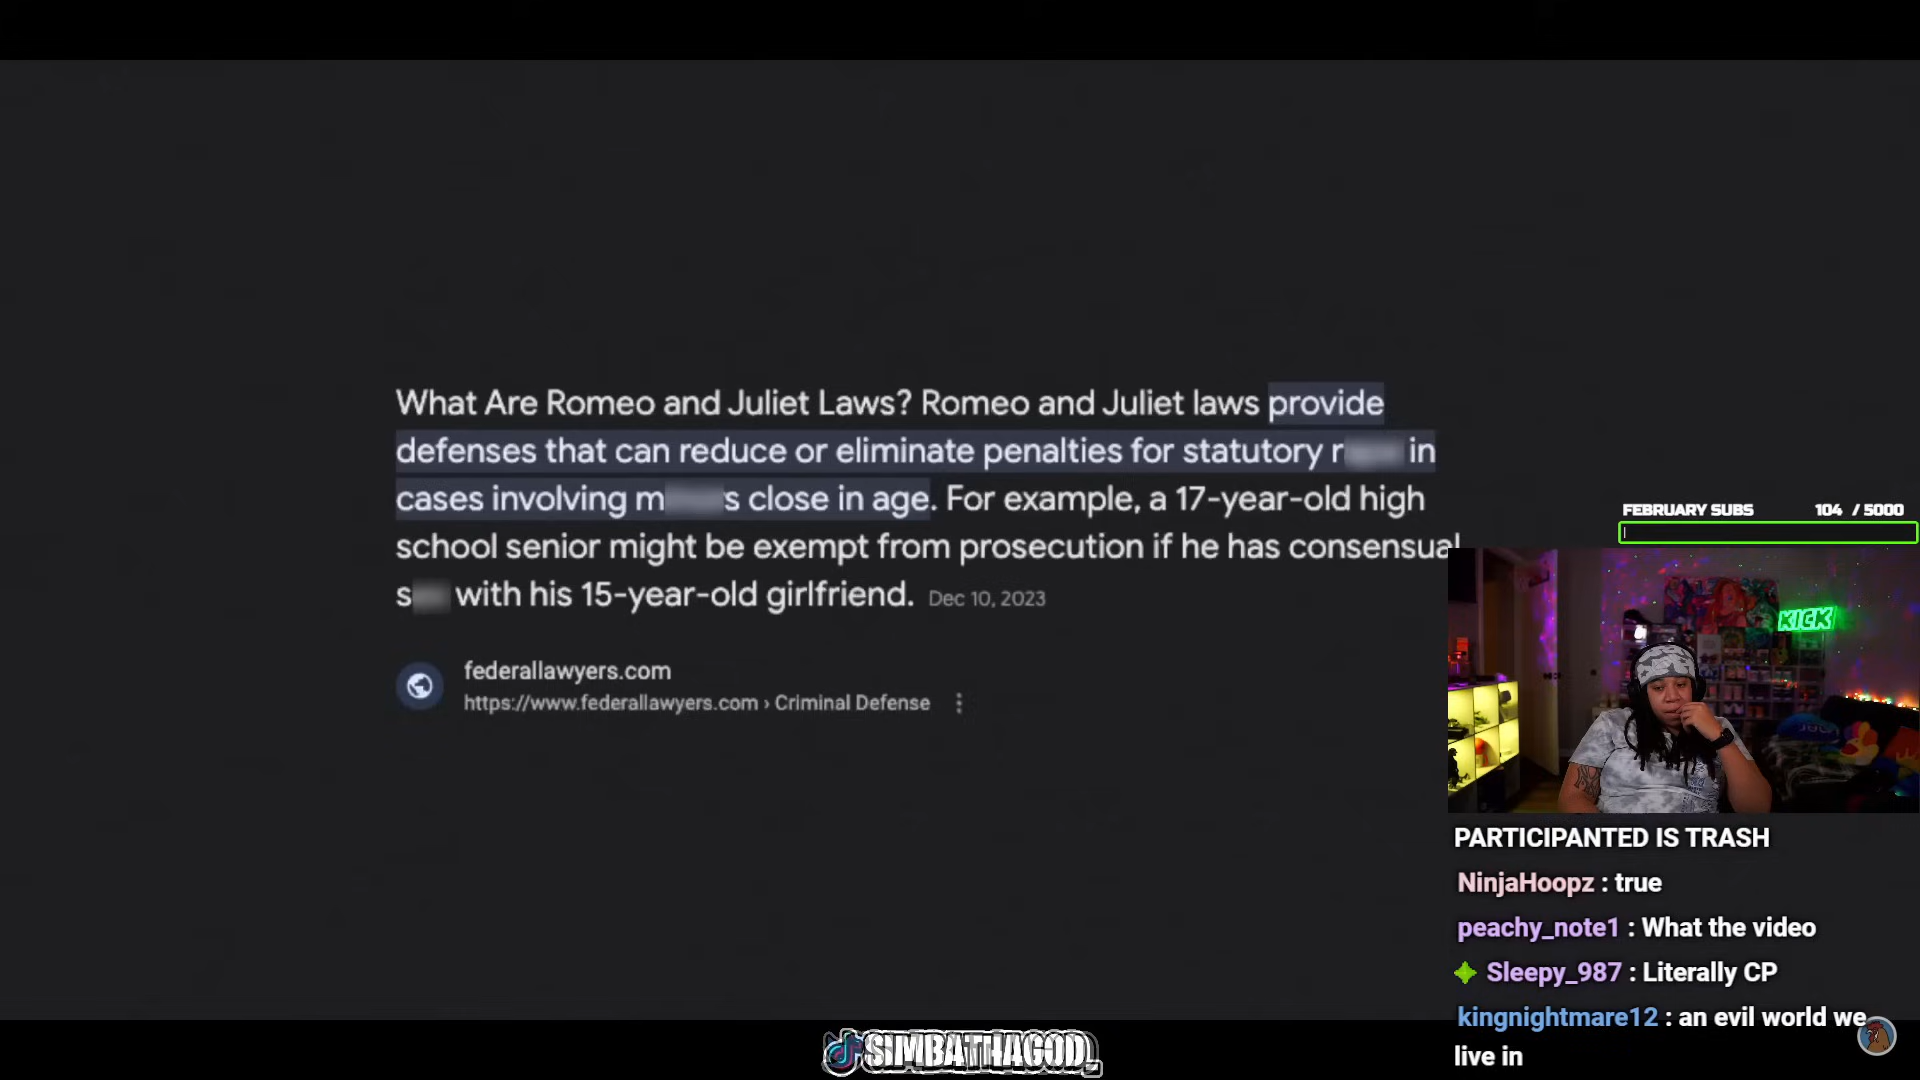 What Are Romeo and Juliet Laws? Romeo and Juliet laws provide
defenses that can reduce or eliminate penalties for statutory r in
cases involving m s close in age. For example, a 17-year-old high
school senior might be exempt from prosecution if he has consensual
s with his 15-year-old girlfriend. Dec 10, 2023
federallawyers.com
https://www.federallawyers.com › Criminal Defense
FEBRUARY SUBS 104 / 5000
KICK
PARTICIPANTED IS TRASH
NinjaHoopz : true
peachy_note1 : What the video
Sleepy_987 : Literally CP
kingnightmare12 : an evil world we
live in
SIMBATHAGOD_